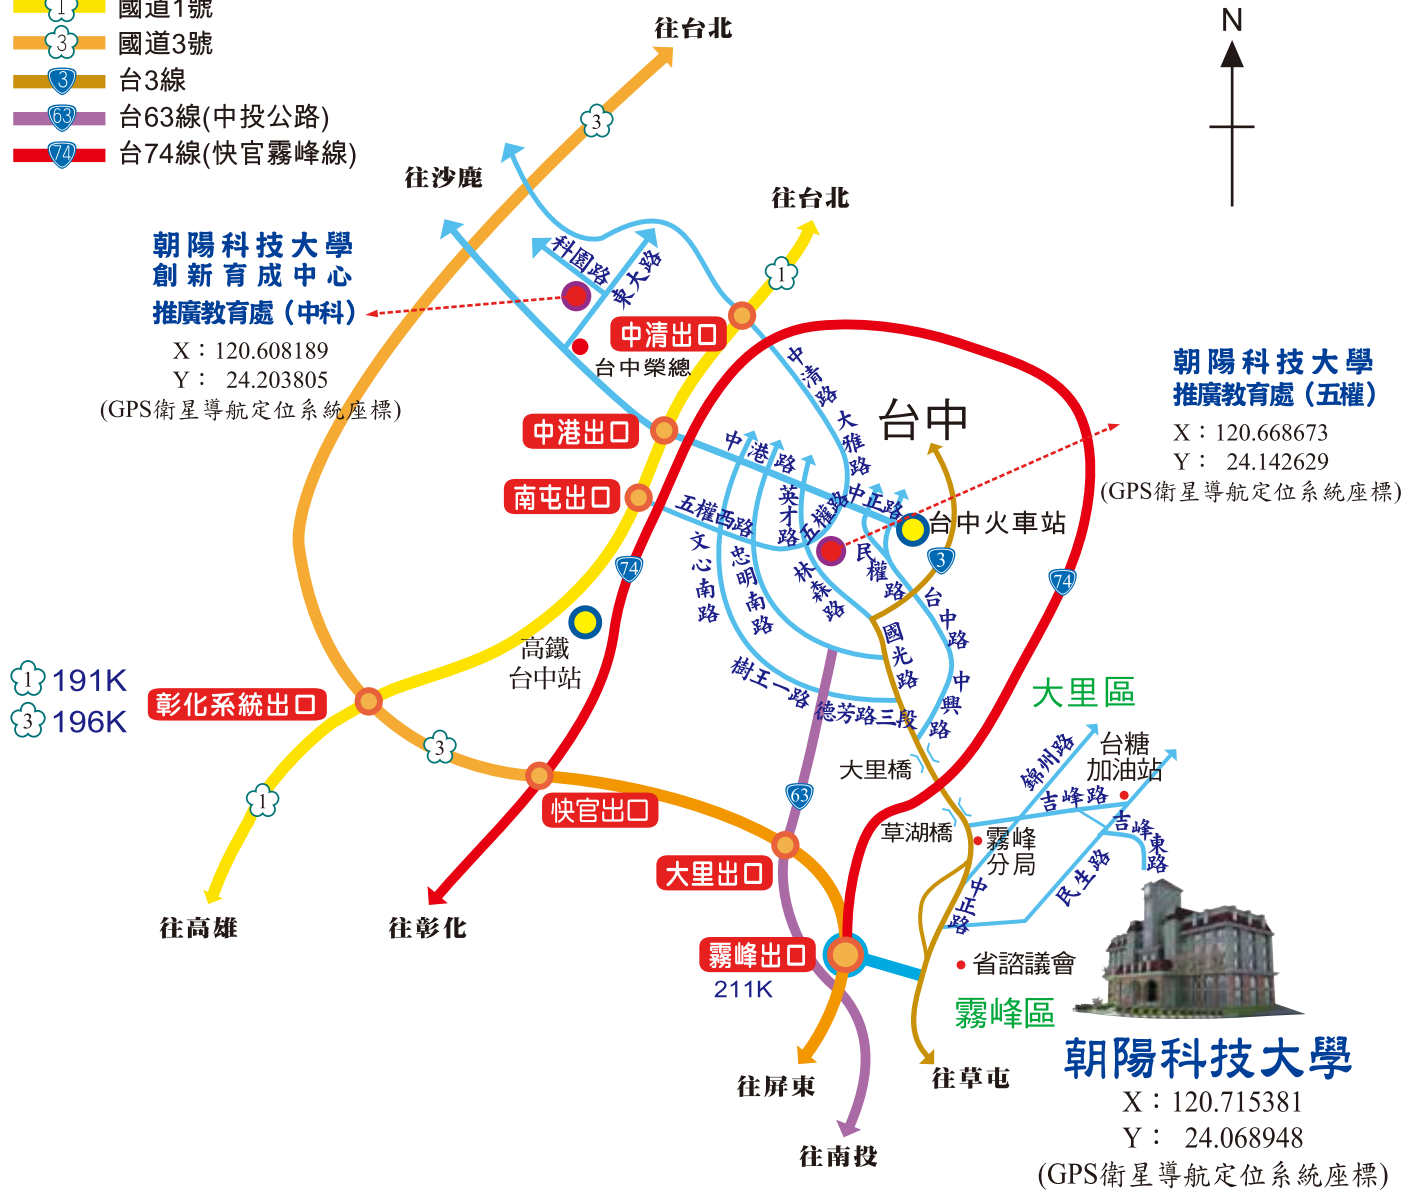 1 國道1號
3 國道3號
3 台3線
63 台63線(中投公路)
74 台74線(快官霧峰線)
N
往台北
3
往沙鹿
往台北
1
朝陽科技大學
創新育成中心
推廣教育處（中科）
X：120.608189
Y： 24.203805
(GPS衛星導航定位系統座標)
科園路
東大路
中清出口
台中榮總
中港出口
南屯出口
中清路
大雅路
台中
朝陽科技大學
推廣教育處（五權）
X：120.668673
Y： 24.142629
(GPS衛星導航定位系統座標)
中港路
五權西路
英才路
五權路
中正路
台中火車站
文心南路
忠明南路
林森路
民權路
3
74
74
台中路
國光路
高鐵
台中站
樹王一路
德芳路三段
中興路
1 191K
3 196K
彰化系統出口
3
1
大里區
錦州路
台糖
加油站
大里橋
吉峰路
63
快官出口
草湖橋
霧峰
分局
吉峰東路
民生路
大里出口
中正路
往高雄
往彰化
霧峰出口
211K
省諮議會
霧峰區
朝陽科技大學
X：120.715381
Y： 24.068948
(GPS衛星導航定位系統座標)
往屏東
往草屯
往南投